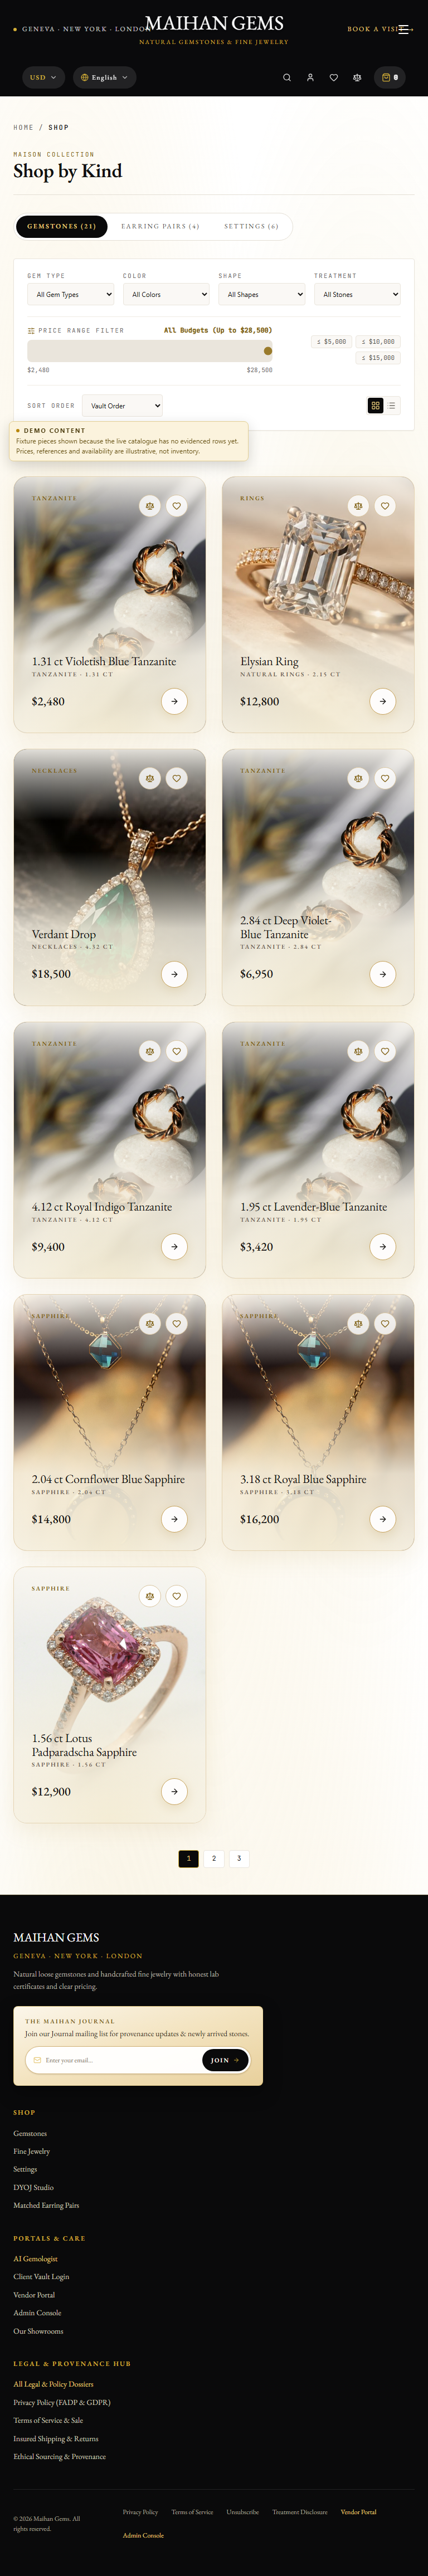 GENEVA · NEW YORK · LONDON
MAIHAN GEMS
NATURAL GEMSTONES & FINE JEWELRY
BOOK A VISIT →
USD
English
0
HOME / SHOP
MAISON COLLECTION
Shop by Kind
GEMSTONES (21)
EARRING PAIRS (4)
SETTINGS (6)
GEM TYPE
COLOR
SHAPE
TREATMENT
All Gem Types
All Colors
All Shapes
All Stones
PRICE RANGE FILTER
All Budgets (Up to $28,500)
≤ $5,000
≤ $10,000
≤ $15,000
$2,480
$28,500
SORT ORDER
Vault Order
DEMO CONTENT
Fixture pieces shown because the live catalogue has no evidenced rows yet.
Prices, references and availability are illustrative, not inventory.
TANZANITE
1.31 ct Violetish Blue Tanzanite
TANZANITE · 1.31 CT
$2,480
RINGS
Elysian Ring
NATURAL RINGS · 2.15 CT
$12,800
NECKLACES
Verdant Drop
NECKLACES · 4.32 CT
$18,500
TANZANITE
2.84 ct Deep Violet-
Blue Tanzanite
TANZANITE · 2.84 CT
$6,950
TANZANITE
4.12 ct Royal Indigo Tanzanite
TANZANITE · 4.12 CT
$9,400
TANZANITE
1.95 ct Lavender-Blue Tanzanite
TANZANITE · 1.95 CT
$3,420
SAPPHIRE
2.04 ct Cornflower Blue Sapphire
SAPPHIRE · 2.04 CT
$14,800
SAPPHIRE
3.18 ct Royal Blue Sapphire
SAPPHIRE · 3.18 CT
$16,200
SAPPHIRE
1.56 ct Lotus
Padparadscha Sapphire
SAPPHIRE · 1.56 CT
$12,900
1
2
3
MAIHAN GEMS
GENEVA · NEW YORK · LONDON
Natural loose gemstones and handcrafted fine jewelry with honest lab
certificates and clear pricing.
THE MAIHAN JOURNAL
Join our Journal mailing list for provenance updates & newly arrived stones.
Enter your email...
JOIN →
SHOP
Gemstones
Fine Jewelry
Settings
DYOJ Studio
Matched Earring Pairs
PORTALS & CARE
AI Gemologist
Client Vault Login
Vendor Portal
Admin Console
Our Showrooms
LEGAL & PROVENANCE HUB
All Legal & Policy Dossiers
Privacy Policy (FADP & GDPR)
Terms of Service & Sale
Insured Shipping & Returns
Ethical Sourcing & Provenance
© 2026 Maihan Gems. All
rights reserved.
Privacy Policy
Terms of Service
Unsubscribe
Treatment Disclosure
Vendor Portal
Admin Console